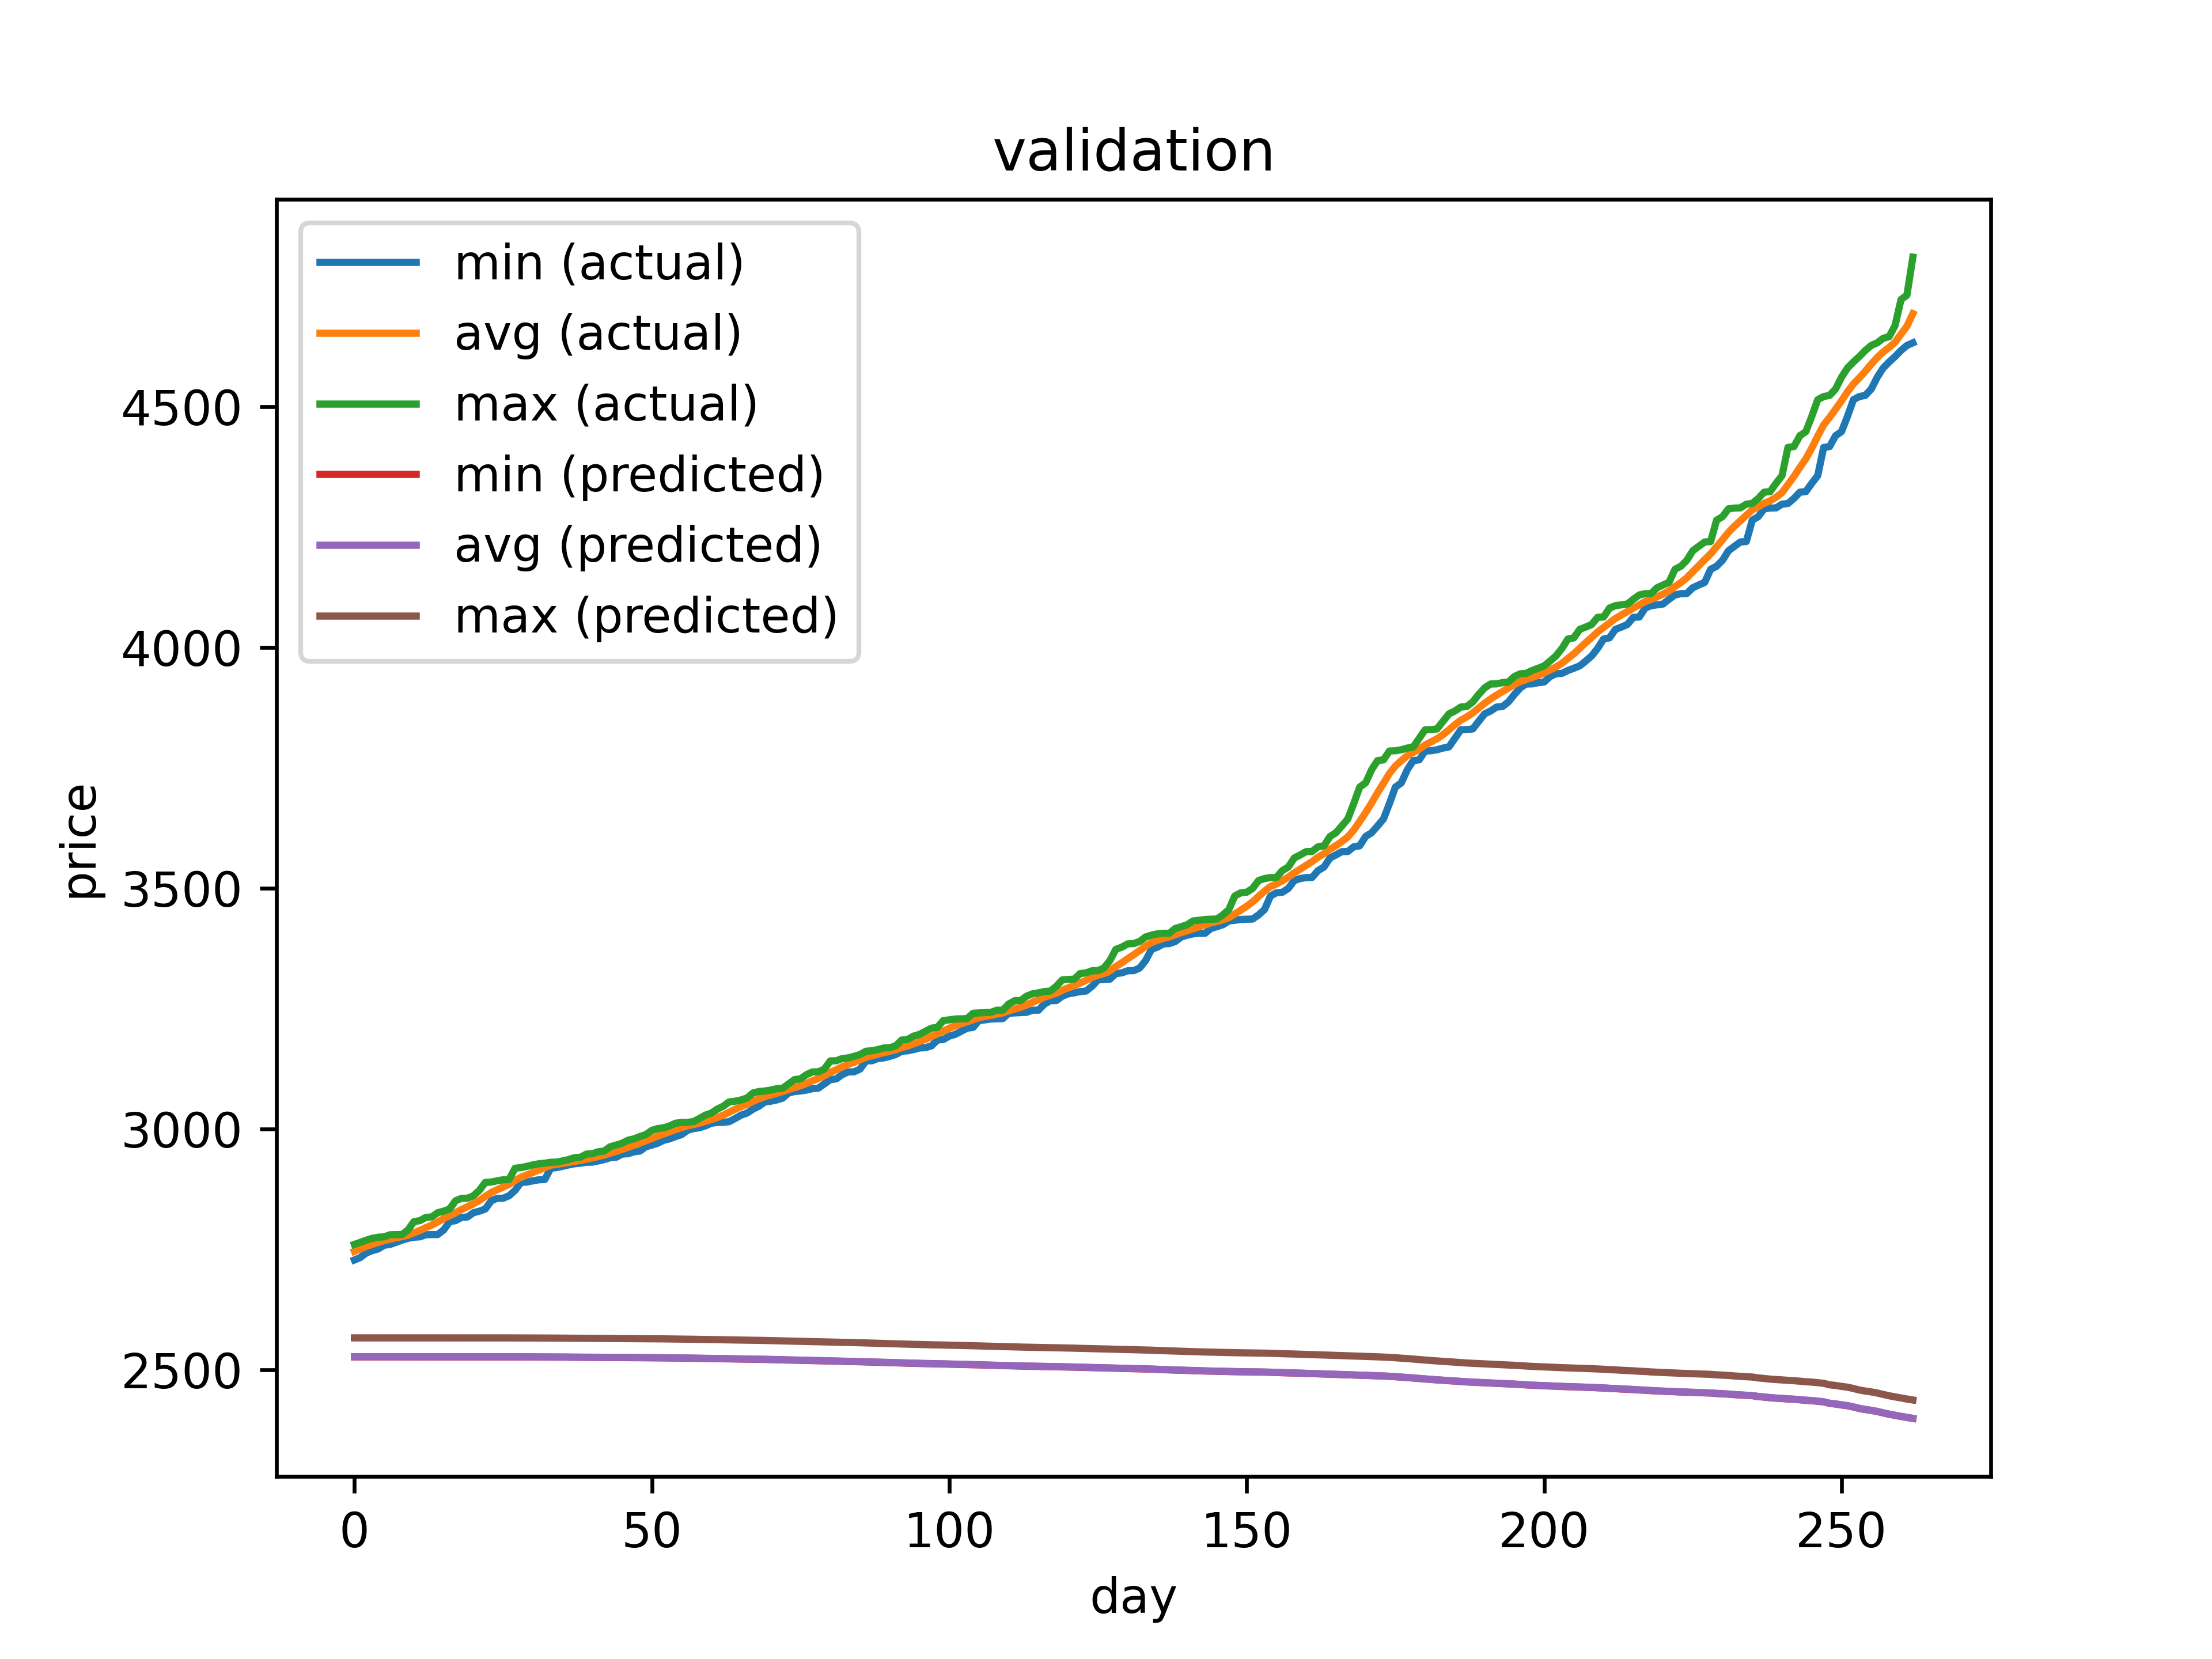 validation
min (actual)
avg (actual)
max (actual)
min (predicted)
avg (predicted)
max (predicted)
4500
4000
3500
3000
2500
price
0 50 100 150 200 250
day